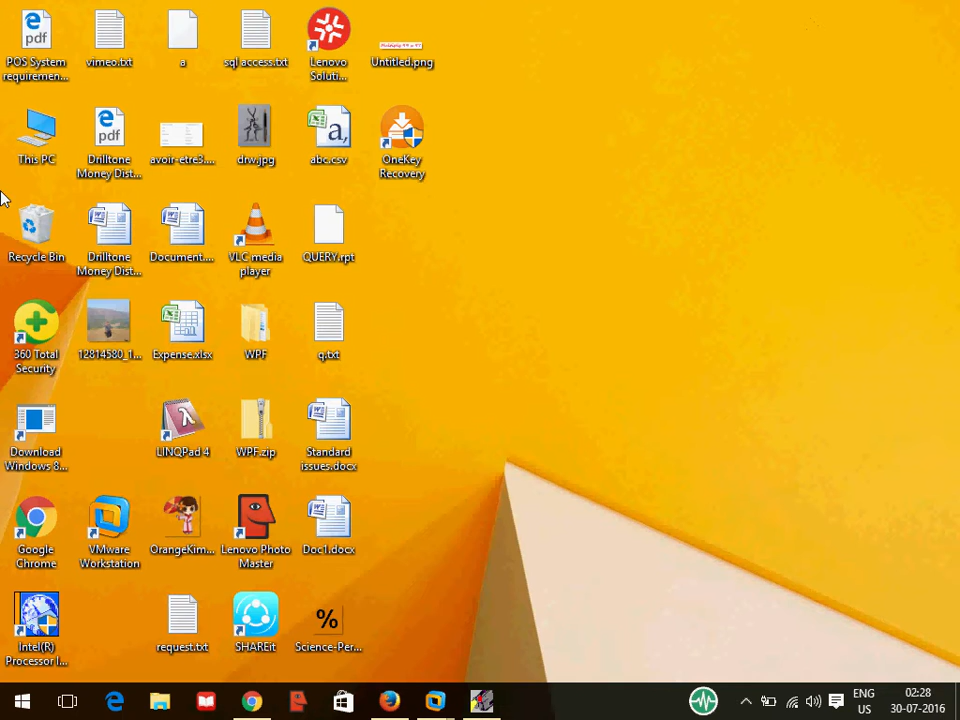 POS System
requiremen...
vimeo.txt
a
sql access.txt
Lenovo
Soluti...
Untitled.png
This PC
Drilltone
Money Dist...
avoir-etre3....
drw.jpg
abc.csv
OneKey
Recovery
Recycle Bin
Drilltone
Money Dist...
Document....
VLC media
player
QUERY.rpt
360 Total
Security
12814580_1...
Expense.xlsx
WPF
q.txt
Download
Windows 8...
LINQPad 4
WPF.zip
Standard
issues.docx
Google
Chrome
VMware
Workstation
OrangeKim...
Lenovo Photo
Master
Doc1.docx
Intel(R)
Processor I...
request.txt
SHAREit
Science-Per...
ENG
US
02:28
30-07-2016